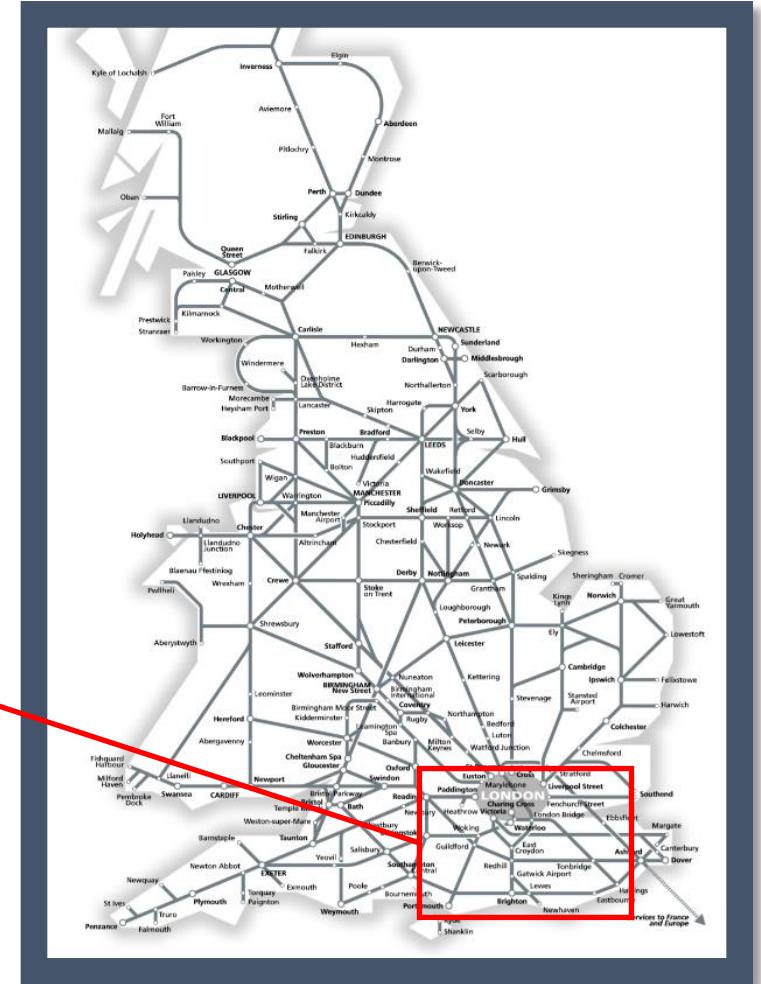 Elgin
Inverness
Kyle of Lochalsh
Aviemore
Fort
William
Mallaig
Aberdeen
Pitlochry
Montrose
Perth
Dundee
Oban
Stirling
Kirkcaldy
EDINBURGH
Queen
Street
Falkirk
Berwick-
upon-Tweed
Paisley
GLASGOW
Central
Motherwell
Prestwick
Kilmarnock
Stranraer
Carlisle
NEWCASTLE
Workington
Hexham
Durham
Sunderland
Darlington
Middlesbrough
Windermere
Scarborough
Oxenholme
Lake District
Barrow-in-Furness
Northallerton
Morecambe
Heysham Port
Lancaster
Harrogate
York
Skipton
Blackpool
Preston
Bradford
Selby
Hull
Blackburn
LEEDS
Southport
Huddersfield
Bolton
Wakefield
Wigan
Victoria
Doncaster
Grimsby
LIVERPOOL
Warrington
MANCHESTER
Piccadilly
Manchester
Airport
Sheffield
Retford
Lincoln
Llandudno
Stockport
Worksop
Holyhead
Chester
Llandudno
Junction
Altrincham
Chesterfield
Newark
Skegness
Blaenau Ffestiniog
Wrexham
Crewe
Derby
Nottingham
Spalding
Sheringham
Cromer
Pwllheli
Stoke
on Trent
Grantham
Kings
Lynn
Norwich
Great
Yarmouth
Loughborough
Peterborough
Shrewsbury
Ely
Lowestoft
Aberystwyth
Stafford
Leicester
Wolverhampton
Cambridge
BIRMINGHAM
New Street
Nuneaton
Kettering
Ipswich
Felixstowe
Birmingham
International
Leominster
Stevenage
Stansted
Airport
Birmingham Moor Street
Coventry
Harwich
Hereford
Kidderminster
Rugby
Northampton
Bedford
Colchester
Leamington
Spa
Luton
Abergavenny
Worcester
Banbury
Milton
Keynes
Watford Junction
Chelmsford
Fishguard
Harbour
Cheltenham Spa
Gloucester
Oxford
Milford
Haven
Llanelli
Newport
Swindon
Euston
Cross
Stratford
Pembroke
Dock
Swansea
CARDIFF
Parkway
Reading
Paddington
Marylebone
Liverpool Street
Southend
LONDON
Bristol
Temple
Bath
Charing Cross
Fenchurch Street
Weston-super-Mare
Heathrow
Victoria
London Bridge
Ebbsfleet
Barnstaple
Taunton
Woking
Waterloo
Margate
Salisbury
Guildford
East
Croydon
Canterbury
Newton Abbot
Yeovil
Ashford
Dover
EXETER
Southampton
Central
Redhill
Tonbridge
Gatwick Airport
Newquay
Exmouth
Poole
Lewes
Hastings
St Ives
Plymouth
Torquay
Paignton
Bournemouth
Eastbourne
Weymouth
Portsmouth
Brighton
Newhaven
Truro
Penzance
Falmouth
Shanklin
services to France
and Europe